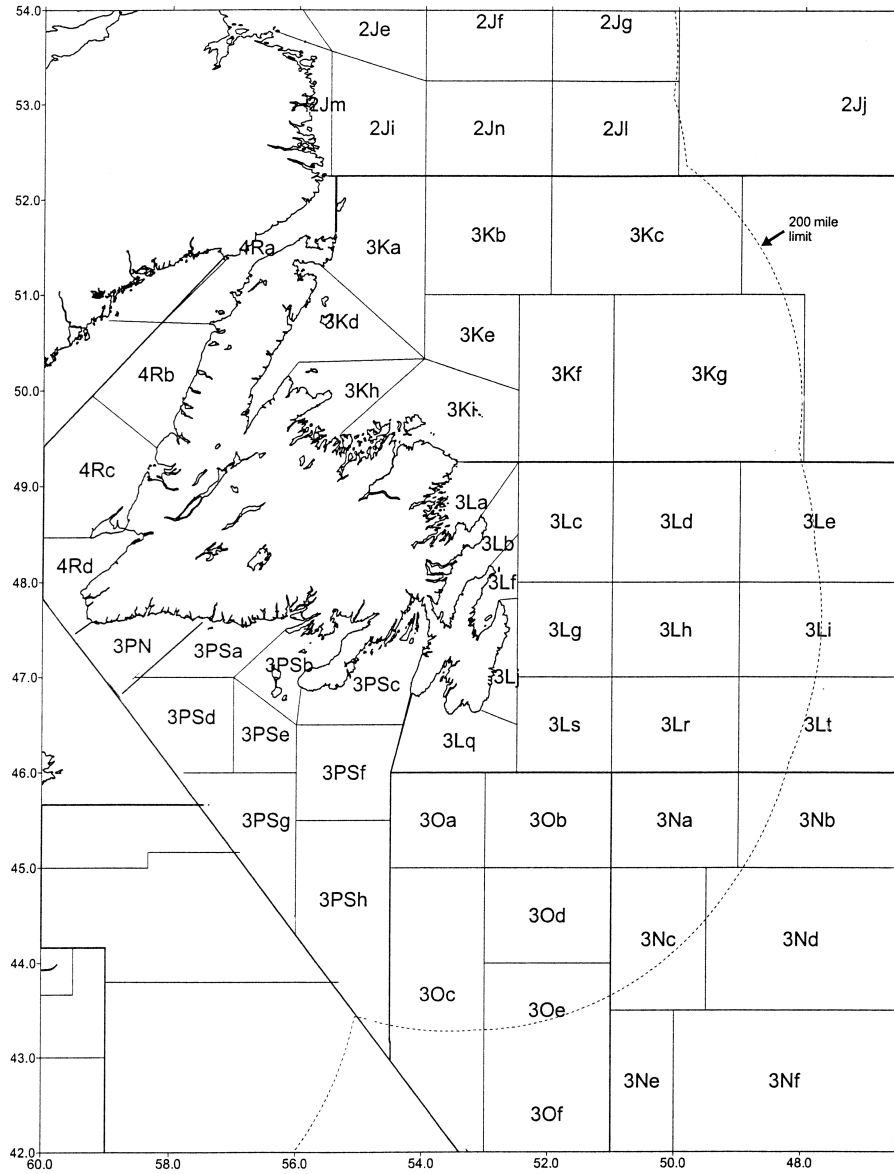 54.0
2Je
2Jf
2Jg
53.0
2Jm
2Ji
2Jn
2Jl
2Jj
52.0
200 mile
limit
4Ra
3Ka
3Kb
3Kc
51.0
3Kd
3Ke
50.0
4Rb
3Kh
3Ki
3Kf
3Kg
49.0
4Rc
3La
3Lb
3Lc
3Ld
3Le
48.0
4Rd
3Lf
47.0
3PN
3PSa
3PSb
3PSc
3Lj
3Lg
3Lh
3Li
46.0
3PSd
3PSe
3PSf
3Lq
3Ls
3Lr
3Lt
45.0
3PSg
3Oa
3Ob
3Na
3Nb
44.0
3PSh
3Od
3Nc
3Nd
43.0
3Oc
3Oe
3Ne
3Nf
3Of
42.0
60.0
58.0
56.0
54.0
52.0
50.0
48.0